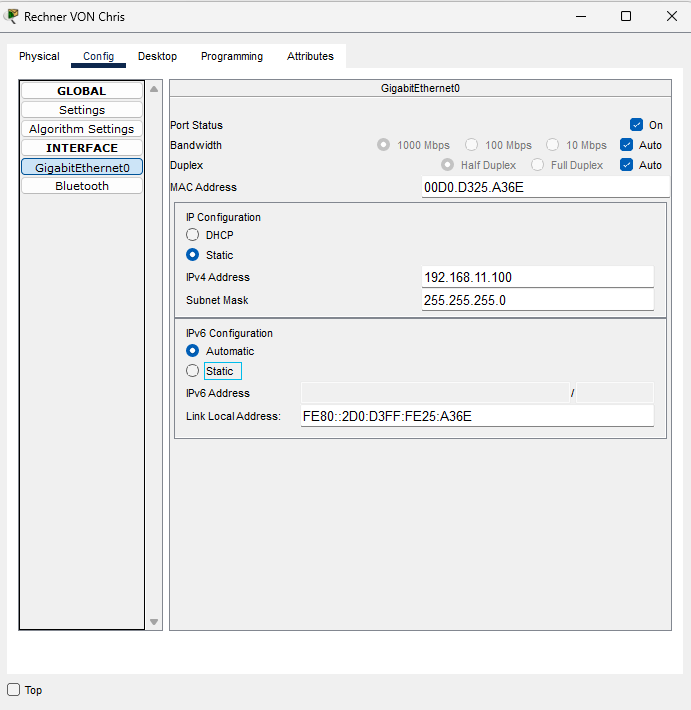 Rechner VON Chris
Physical Config Desktop Programming Attributes
GLOBAL
Settings
Algorithm Settings
INTERFACE
GigabitEthernet0
Bluetooth
GigabitEthernet0
Port Status On
Bandwidth 1000 Mbps 100 Mbps 10 Mbps Auto
Duplex Half Duplex Full Duplex Auto
MAC Address 00D0.D325.A36E
IP Configuration
DHCP
Static
IPv4 Address 192.168.11.100
Subnet Mask 255.255.255.0
IPv6 Configuration
Automatic
Static
IPv6 Address /
Link Local Address: FE80::2D0:D3FF:FE25:A36E
Top